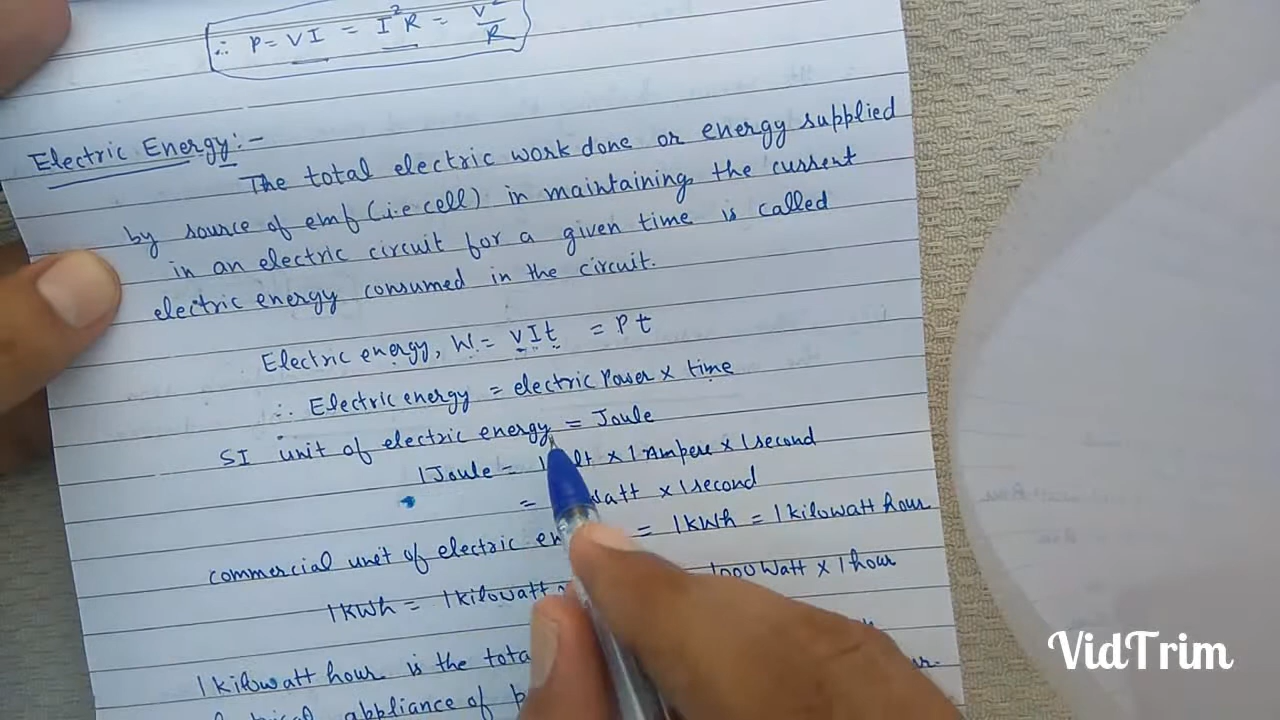 ∴ P = VI = I²R = V²/R
Electric Energy:-
The total electric work done or energy supplied
by source of emf (i.e cell) in maintaining the current
in an electric circuit for a given time is called
electric energy consumed in the circuit.
Electric energy, W = VIt = Pt
∴ Electric energy = electric Power × time
SI unit of electric energy = Joule
1 Joule = 1 × 1 Ampere × 1 second
= Watt × 1 second
commercial unit of electric = 1 kWh = 1 kilowatt hour
1 kWh = 1 kilowatt 1000 Watt × 1 hour
1 kilowatt hour is the total
appliance of
VidTrim